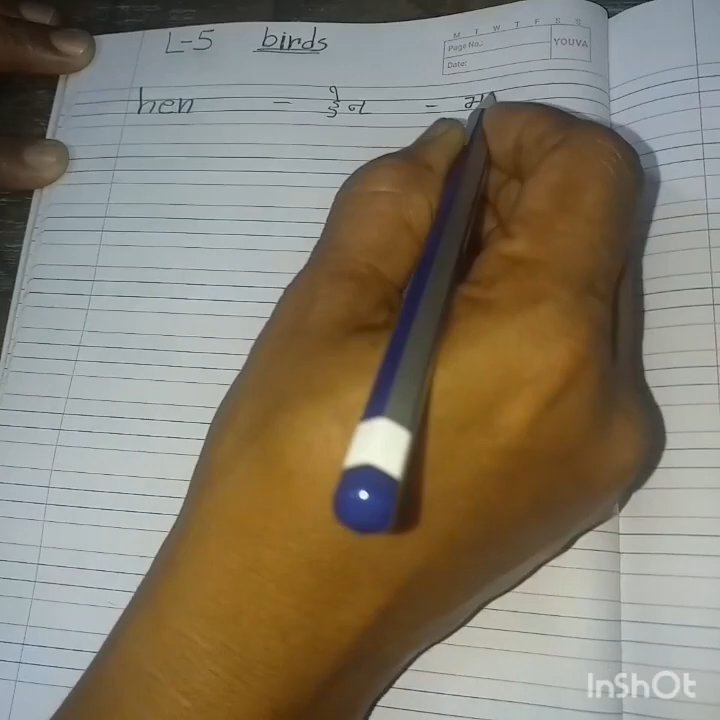 L-5 birds
M T W T F S S
Page No.:
YOUVA
Date:
hen - हेन - म
InShOt